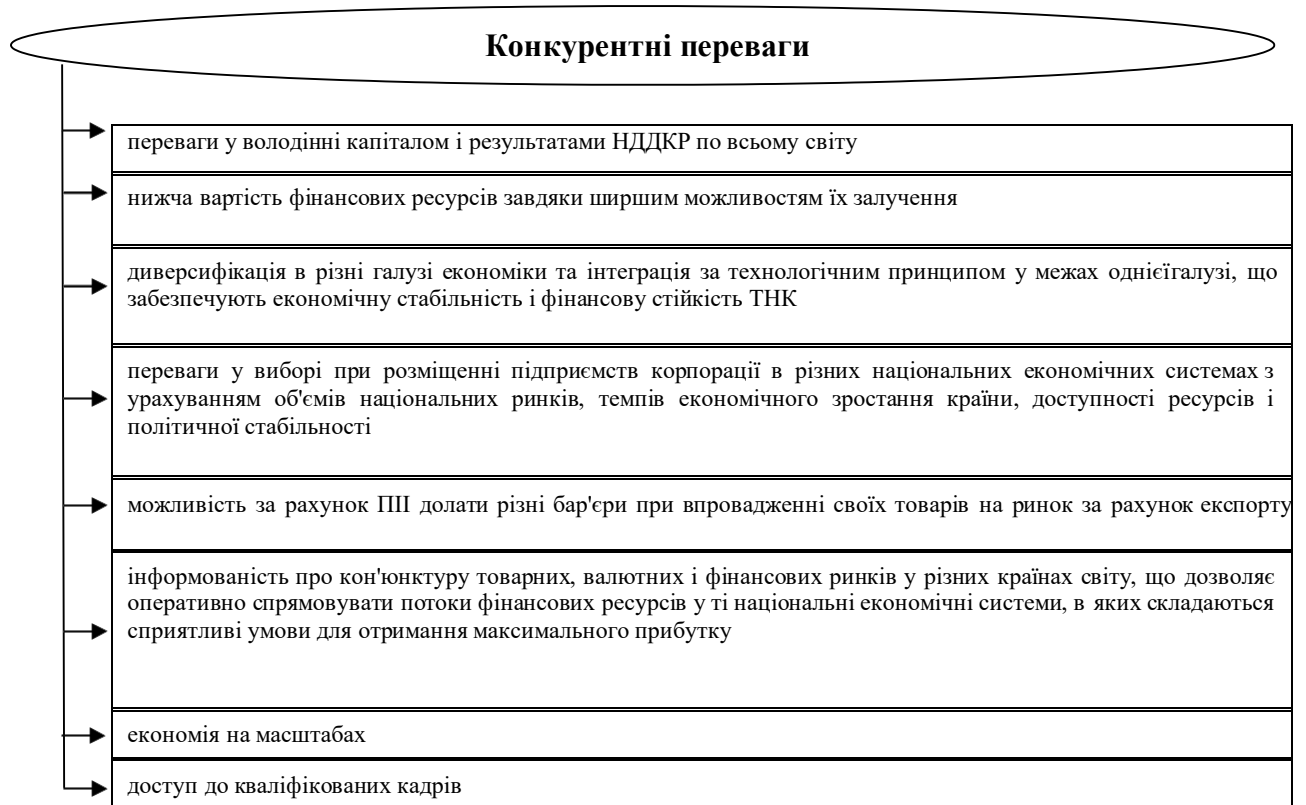 Конкурентні переваги
переваги у володінні капіталом і результатами НДДКР по всьому світу
нижча вартість фінансових ресурсів завдяки ширшим можливостям їх залучення
диверсифікація в різні галузі економіки та інтеграція за технологічним принципом у межах однієїгалузі, що
забезпечують економічну стабільність і фінансову стійкість ТНК
переваги у виборі при розміщенні підприємств корпорації в різних національних економічних системах з
урахуванням об'ємів національних ринків, темпів економічного зростання країни, доступності ресурсів і
політичної стабільності
можливість за рахунок ПІІ долати різні бар'єри при впровадженні своїх товарів на ринок за рахунок експорту
інформованість про кон'юнктуру товарних, валютних і фінансових ринків у різних країнах світу, що дозволяє
оперативно спрямовувати потоки фінансових ресурсів у ті національні економічні системи, в яких складаються
сприятливі умови для отримання максимального прибутку
економія на масштабах
доступ до кваліфікованих кадрів